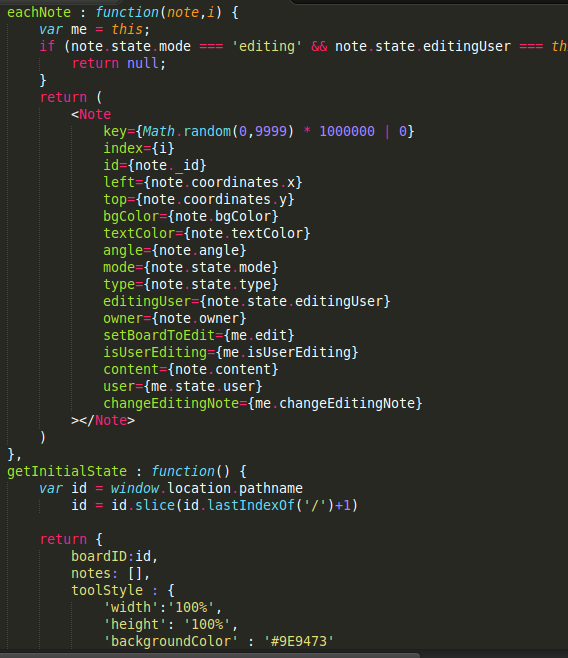 eachNote : function(note,i) {
var me = this;
if (note.state.mode === 'editing' && note.state.editingUser ===
return null;
}
return (
<Note
key={Math.random(0,9999) * 1000000 | 0}
index={i}
id={note._id}
left={note.coordinates.x}
top={note.coordinates.y}
bgColor={note.bgColor}
textColor={note.textColor}
angle={note.angle}
mode={note.state.mode}
type={note.state.type}
editingUser={note.state.editingUser}
owner={note.owner}
setBoardToEdit={me.edit}
isUserEditing={me.isUserEditing}
content={note.content}
user={me.state.user}
changeEditingNote={me.changeEditingNote}
></Note>
)
},
getInitialState : function() {
var id = window.location.pathname
id = id.slice(id.lastIndexOf('/')+1)
return {
boardID:id,
notes: [],
toolStyle : {
'width':'100%',
'height': '100%',
'backgroundColor' : '#9E9473'